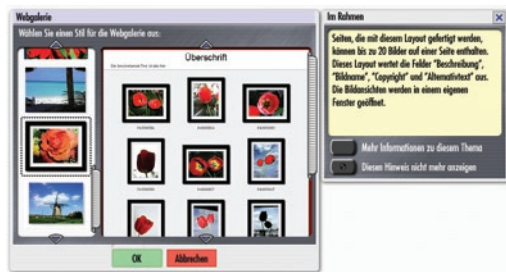 Webgalerie
Wählen Sie einen Stil für die Webgalerie aus:
Überschrift
OK
Abbrechen
Im Rahmen
Seiten, die mit diesem Layout gefertigt werden,
können bis zu 20 Bilder auf einer Seite enthalten.
Dieses Layout wertet die Felder "Beschreibung",
"Bildname", "Copyright" und "Alternativtext" aus.
Die Bildansichten werden in einem eigenen
Fenster geöffnet.
Mehr Informationen zu diesem Thema
Diesen Hinweis nicht mehr anzeigen